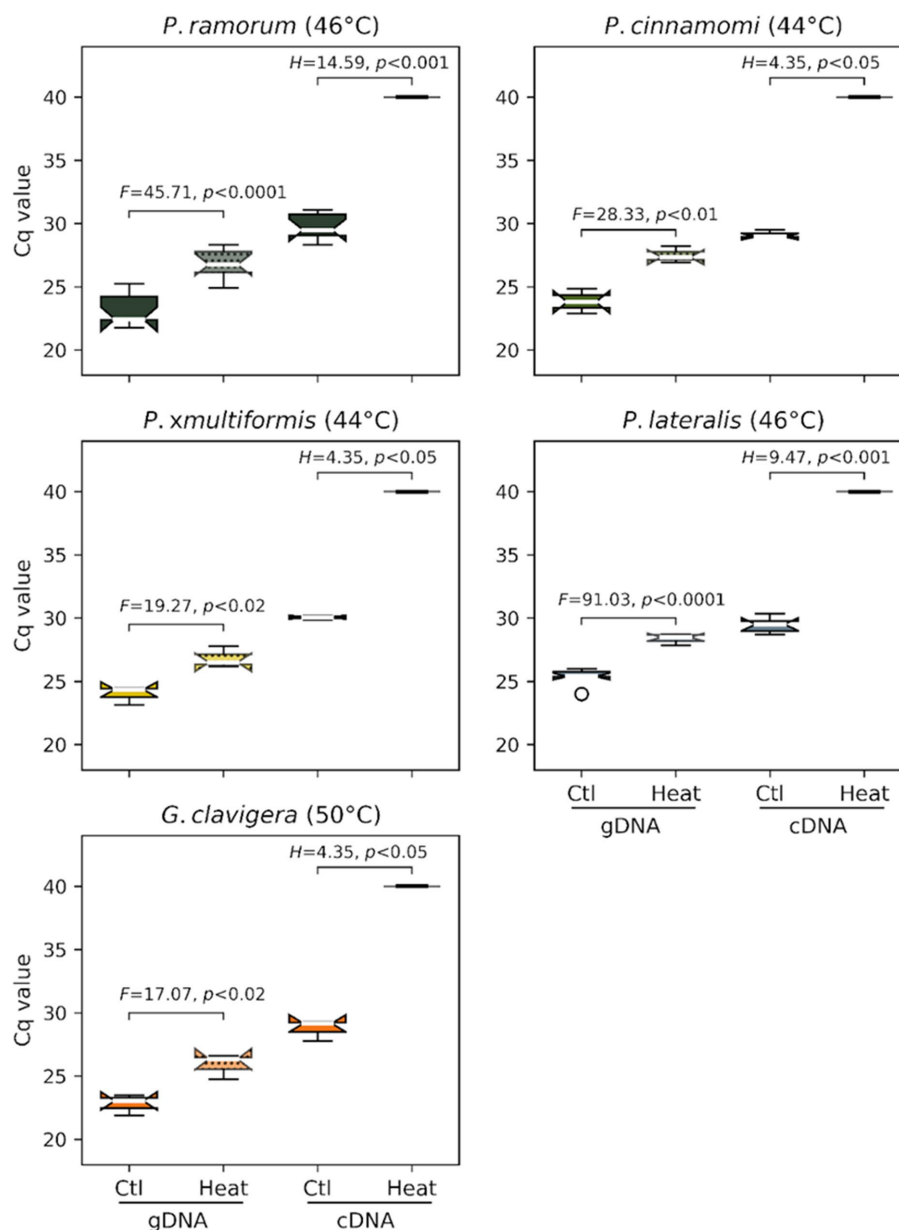 P. ramorum (46°C)
H=14.59, p<0.001
F=45.71, p<0.0001
Cq value
40
35
30
25
20
P. cinnamomi (44°C)
H=4.35, p<0.05
F=28.33, p<0.01
40
35
30
25
20
P. xmultiformis (44°C)
H=4.35, p<0.05
F=19.27, p<0.02
Cq value
40
35
30
25
20
P. lateralis (46°C)
H=9.47, p<0.001
F=91.03, p<0.0001
40
35
30
25
20
Ctl Heat Ctl Heat
gDNA cDNA
G. clavigera (50°C)
H=4.35, p<0.05
F=17.07, p<0.02
Cq value
40
35
30
25
20
Ctl Heat Ctl Heat
gDNA cDNA